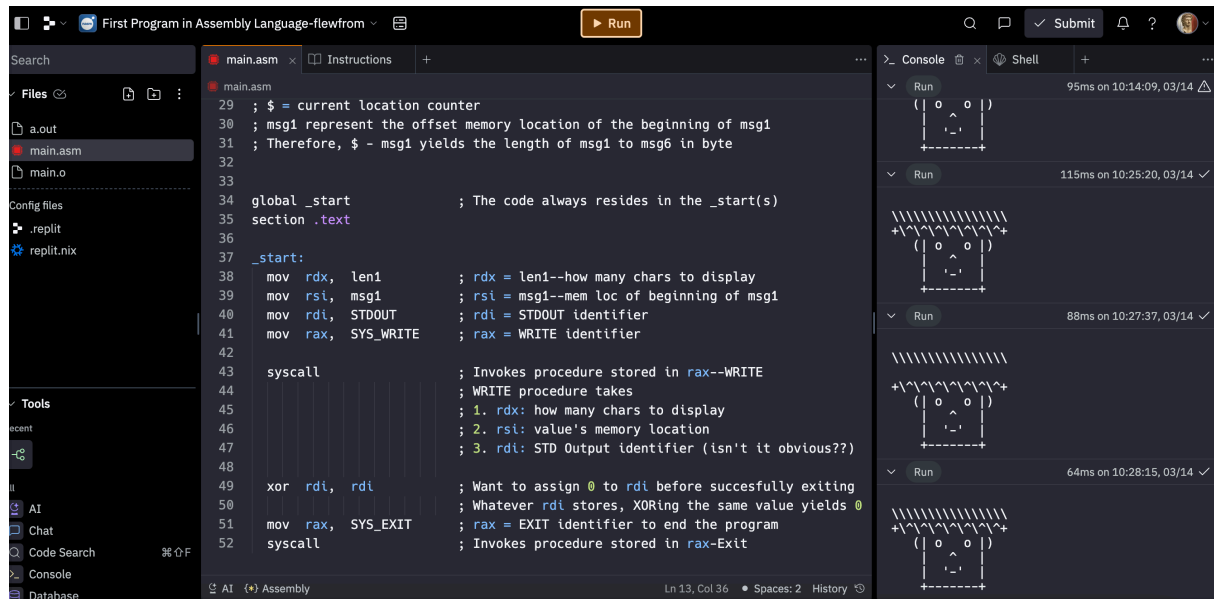 First Program in Assembly Language-flewfrom
Run
Submit
?
Search
Files
a.out
main.asm
main.o
Config files
.replit
replit.nix
Tools
ecent
ll
AI
Chat
Code Search ⌘⇧F
Console
Database
main.asm × Instructions +
main.asm
29 ; $ = current location counter
30 ; msg1 represent the offset memory location of the beginning of msg1
31 ; Therefore, $ - msg1 yields the length of msg1 to msg6 in byte
32
33
34 global _start ; The code always resides in the _start(s)
35 section .text
36
37 _start:
38 mov rdx, len1 ; rdx = len1--how many chars to display
39 mov rsi, msg1 ; rsi = msg1--mem loc of beginning of msg1
40 mov rdi, STDOUT ; rdi = STDOUT identifier
41 mov rax, SYS_WRITE ; rax = WRITE identifier
42
43 syscall ; Invokes procedure stored in rax--WRITE
44 ; WRITE procedure takes
45 ; 1. rdx: how many chars to display
46 ; 2. rsi: value's memory location
47 ; 3. rdi: STD Output identifier (isn't it obvious??)
48
49 xor rdi, rdi ; Want to assign 0 to rdi before succesfully exiting
50 ; Whatever rdi stores, XORing the same value yields 0
51 mov rax, SYS_EXIT ; rax = EXIT identifier to end the program
52 syscall ; Invokes procedure stored in rax-Exit
AI {*} Assembly
Ln 13, Col 36 • Spaces: 2 History
>_ Console × Shell +
Run 95ms on 10:14:09, 03/14
(| o   o |)
 |   ^   |
 |  '-'  |
 +-------+
Run 115ms on 10:25:20, 03/14
\\\\\\\\\\\\\\\\
+\^\^\^\^\^\^\^+
(| o   o |)
 |   ^   |
 |  '-'  |
 +-------+
Run 88ms on 10:27:37, 03/14
\\\\\\\\\\\\\\\\
+\^\^\^\^\^\^\^+
(| o   o |)
 |   ^   |
 |  '-'  |
 +-------+
Run 64ms on 10:28:15, 03/14
\\\\\\\\\\\\\\\\
+\^\^\^\^\^\^\^+
(| o   o |)
 |   ^   |
 |  '-'  |
 +-------+